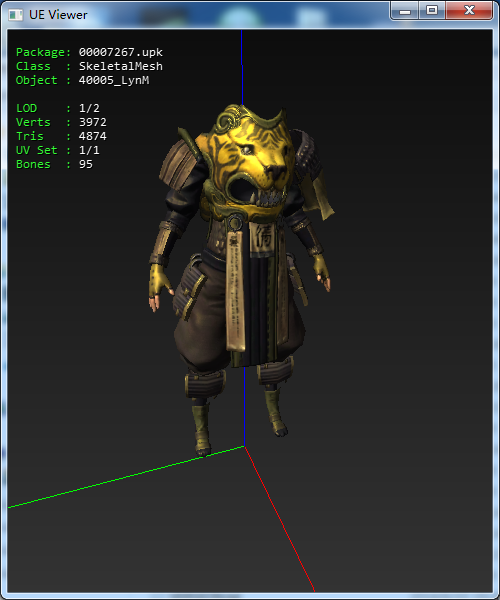 UE Viewer
Package: 00007267.upk
Class : SkeletalMesh
Object : 40005_LynM
LOD : 1/2
Verts : 3972
Tris : 4874
UV Set : 1/1
Bones : 95